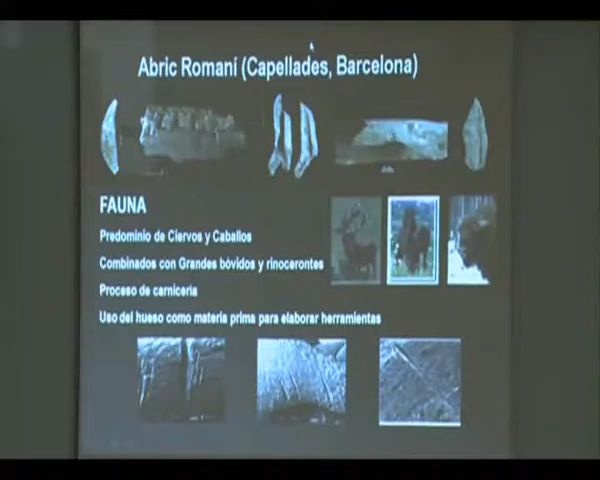 Abric Romaní (Capellades, Barcelona)
FAUNA
Predominio de Ciervos y Caballos
Combinados con Grandes bóvidos y rinocerontes
Proceso de carnicería
Uso del hueso como materia prima para elaborar herramientas